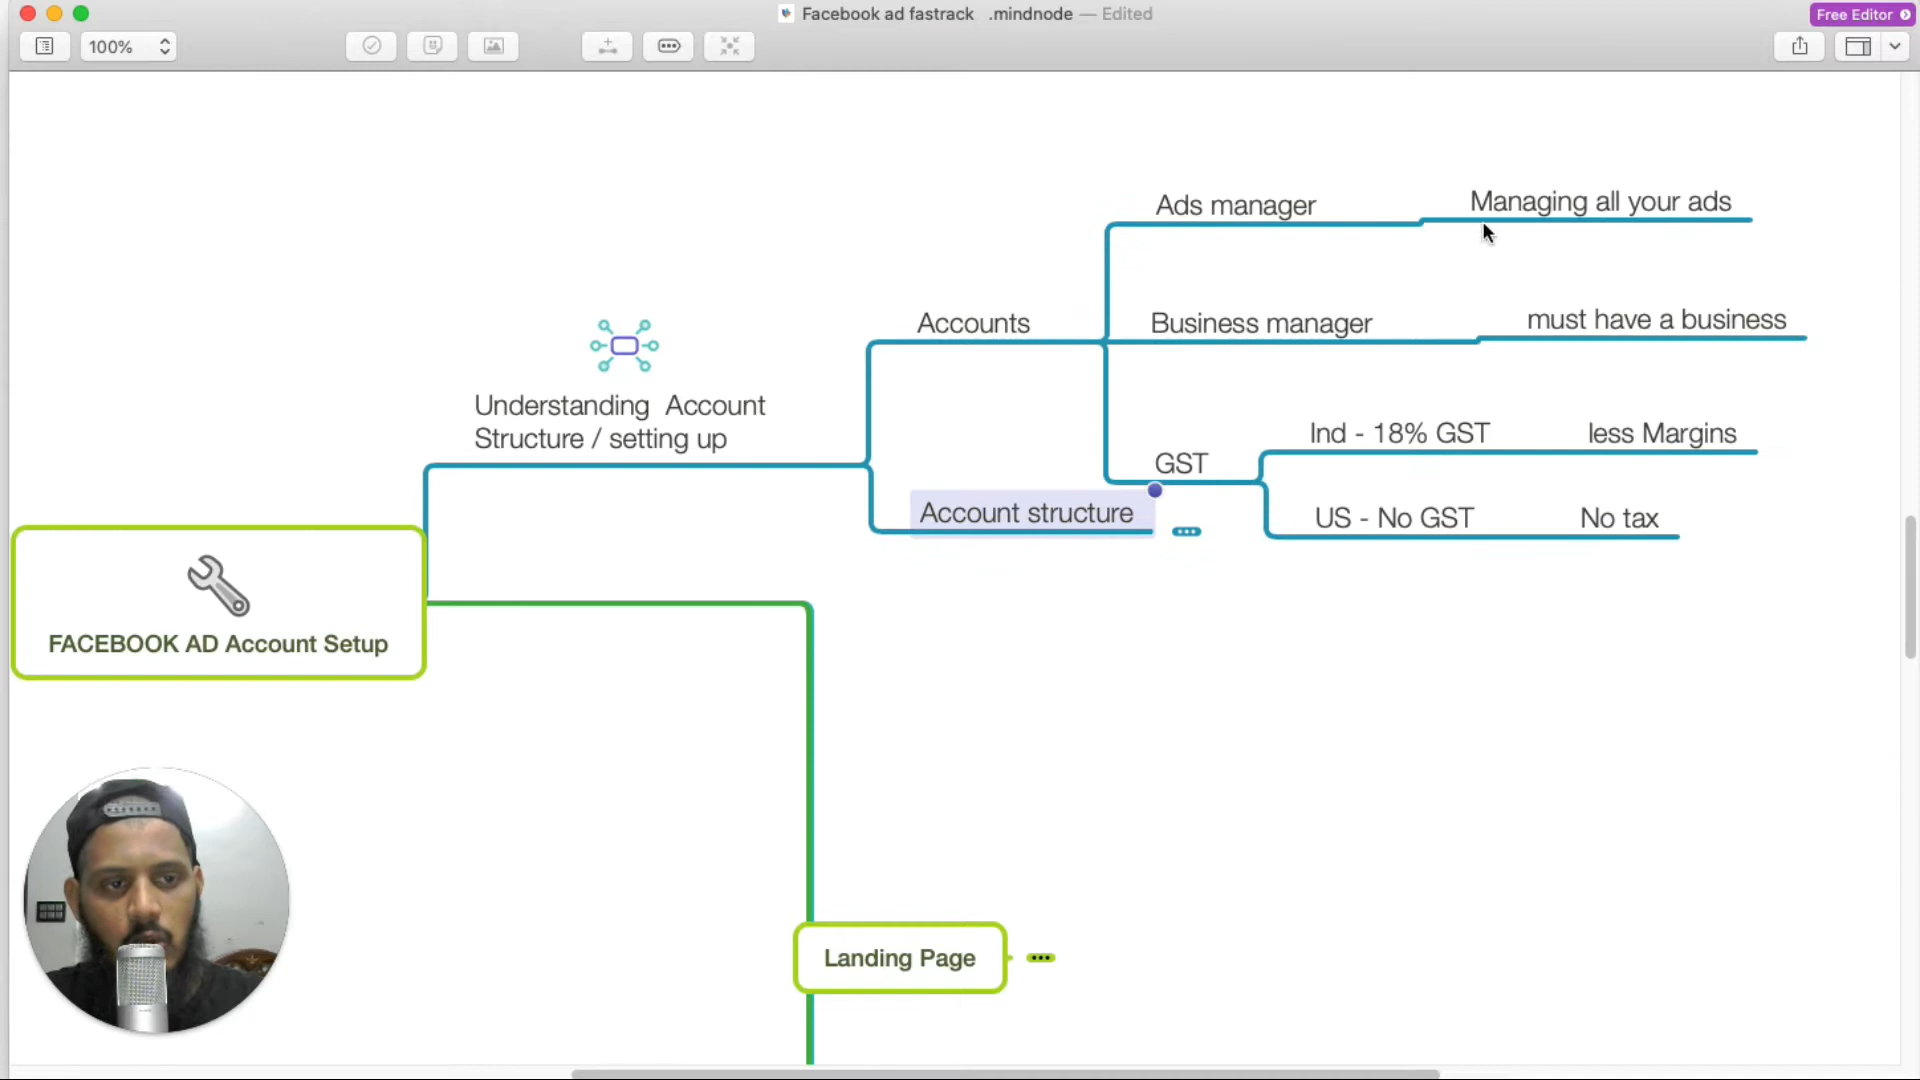 Facebook ad fastrack .mindnode — Edited
Free Editor
100%
Ads manager
Managing all your ads
Accounts
Business manager
must have a business
Understanding Account
Structure / setting up
Ind - 18% GST
less Margins
GST
Account structure
US - No GST
No tax
FACEBOOK AD Account Setup
Landing Page